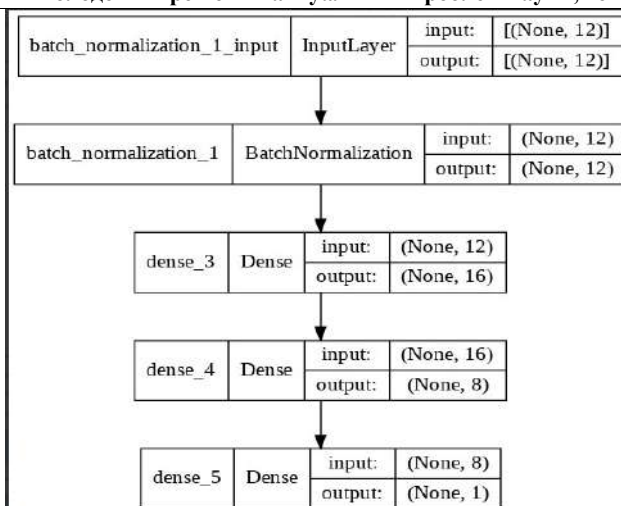 batch_normalization_1_input InputLayer input: [(None, 12)]
output: [(None, 12)]
batch_normalization_1 BatchNormalization input: (None, 12)
output: (None, 12)
dense_3 Dense input: (None, 12)
output: (None, 16)
dense_4 Dense input: (None, 16)
output: (None, 8)
dense_5 Dense input: (None, 8)
output: (None, 1)